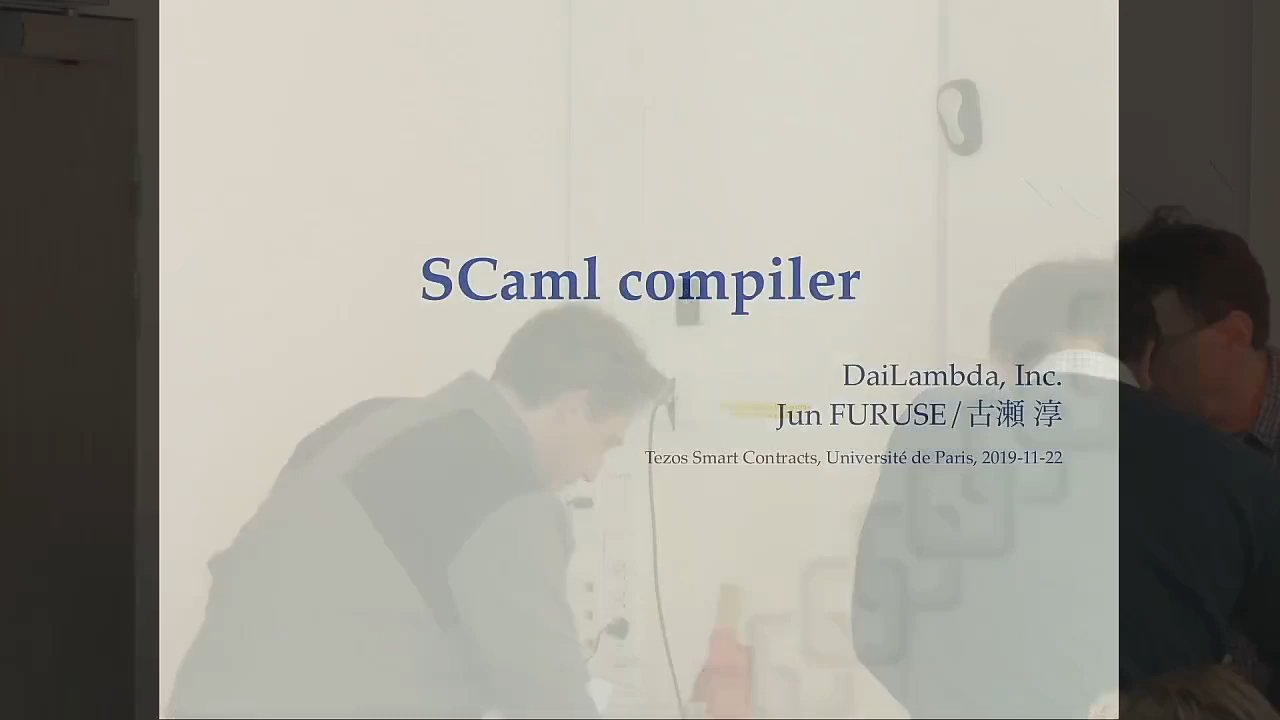 SCaml compiler
DaiLambda, Inc.
Jun FURUSE/古瀬 淳
Tezos Smart Contracts, Université de Paris, 2019-11-22